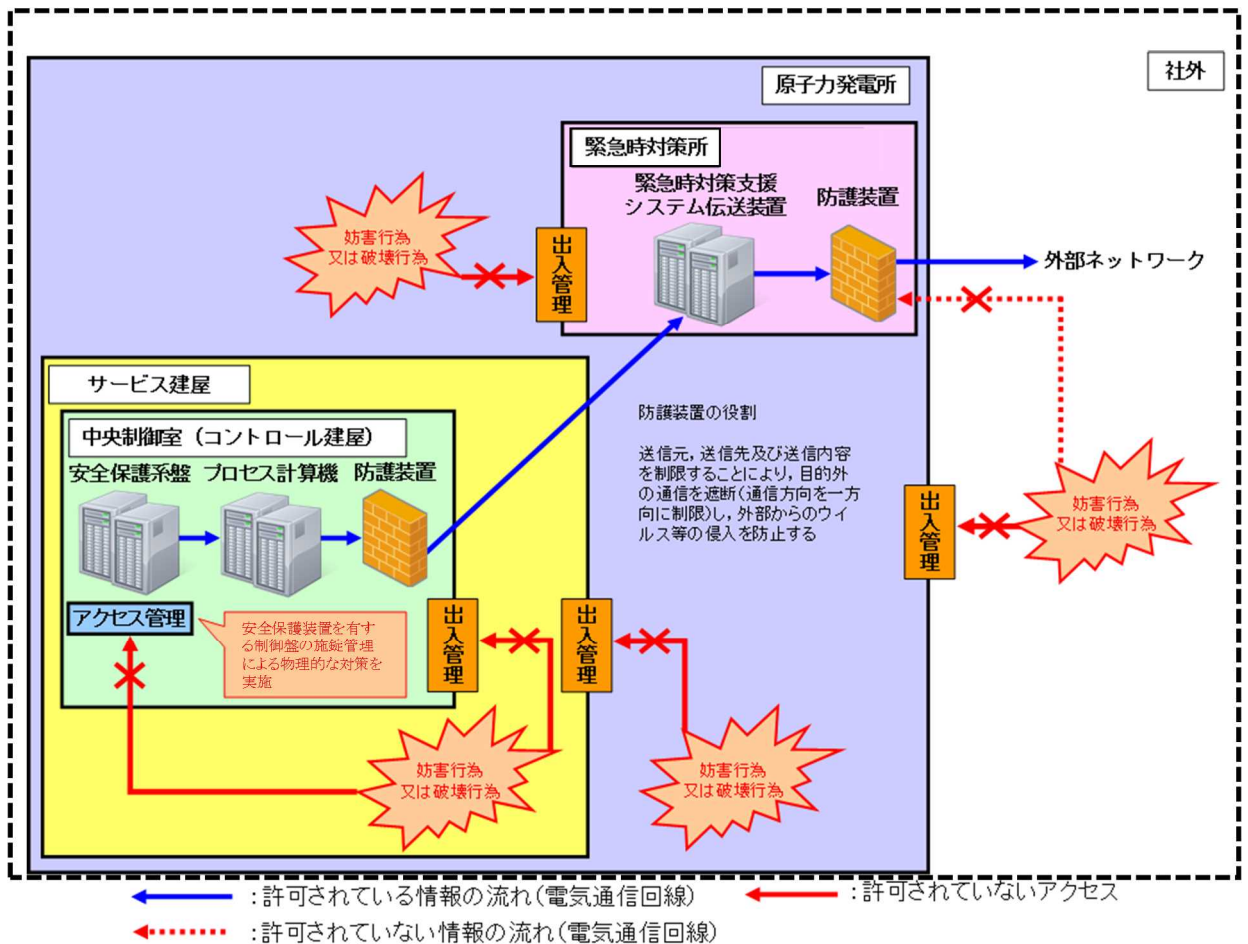 社外
原子力発電所
緊急時対策所
緊急時対策支援
システム伝送装置
防護装置
妨害行為
又は破壊行為
出入管理
外部ネットワーク
サービス建屋
中央制御室（コントロール建屋）
安全保護系盤
プロセス計算機
防護装置
防護装置の役割
送信元，送信先及び送信内容
を制限することにより，目的外
の通信を遮断(通信方向を一方
向に制限)し，外部からのウイ
ルス等の侵入を防止する
出入管理
妨害行為
又は破壊行為
アクセス管理
安全保護装置を有す
る制御盤の施錠管理
による物理的な対策を
実施
出入管理
出入管理
妨害行為
又は破壊行為
妨害行為
又は破壊行為
：許可されている情報の流れ(電気通信回線)
：許可されていないアクセス
：許可されていない情報の流れ(電気通信回線)